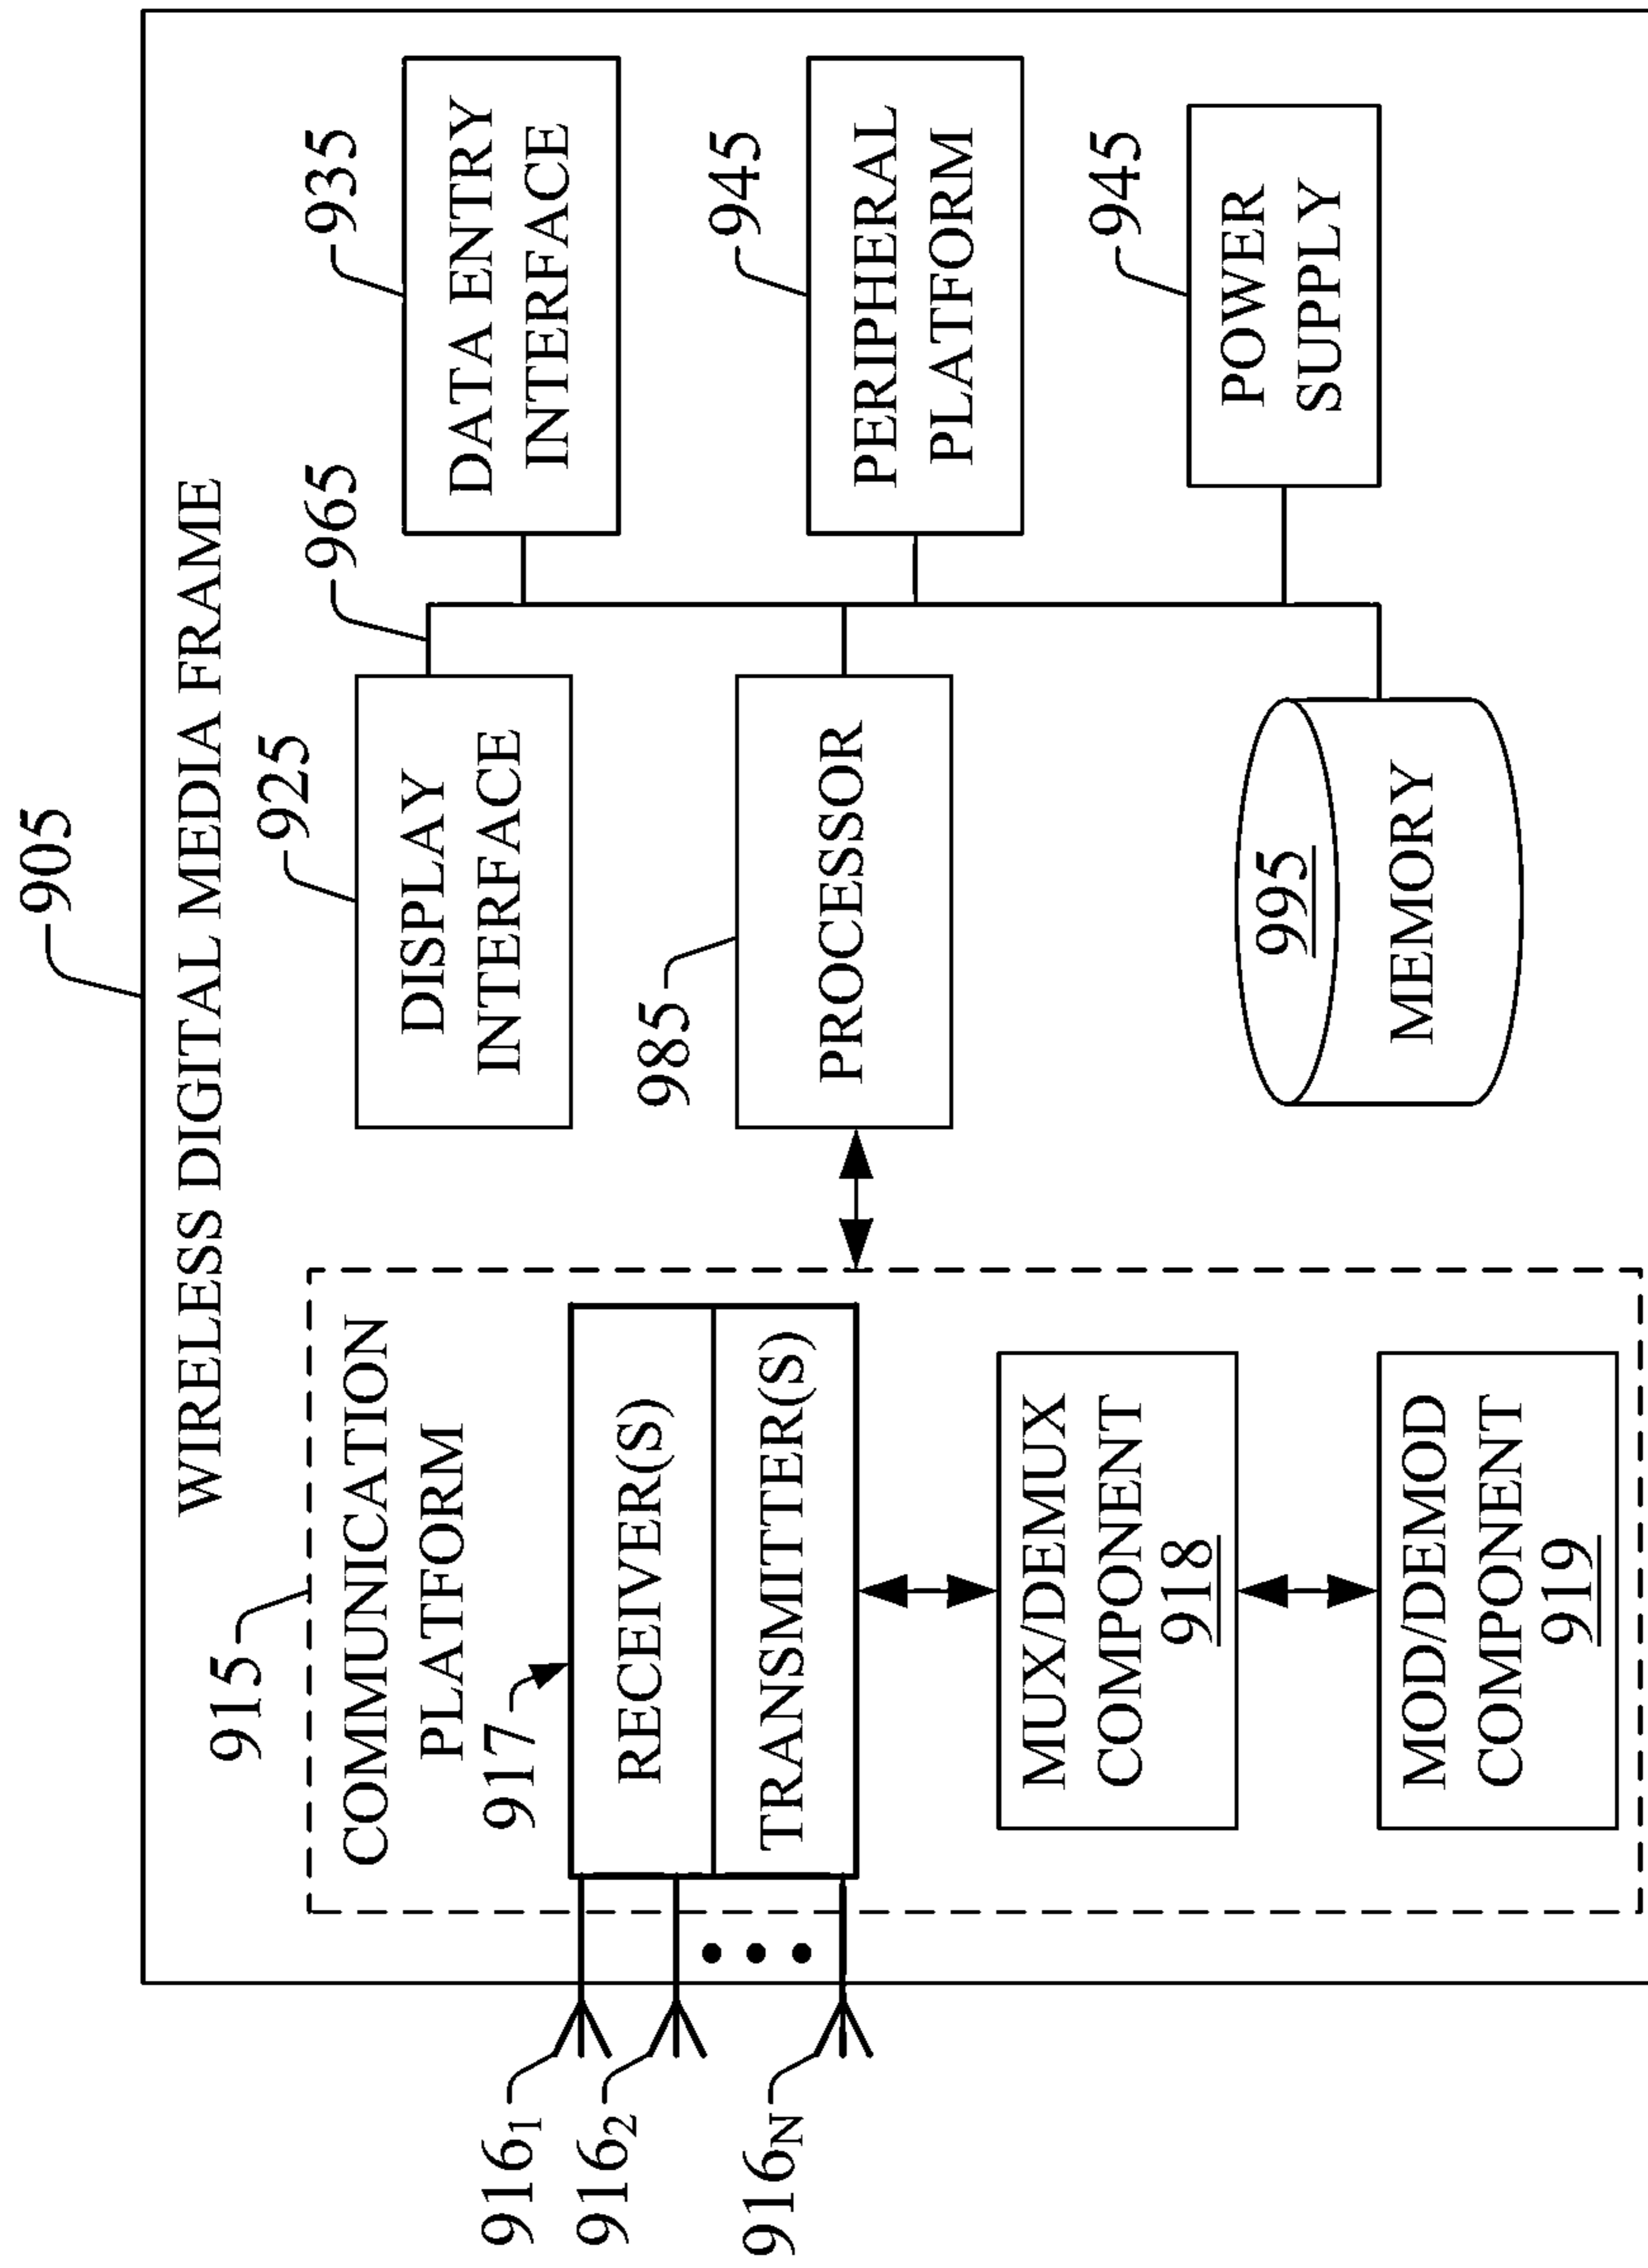 905
WIRELESS DIGITAL MEDIA FRAME
915
COMMUNICATION
PLATFORM
917
RECEIVER(S)
TRANSMITTER(S)
MUX/DEMUX
COMPONENT
918
MOD/DEMOD
COMPONENT
919
916₁
916₂
916N
925
DISPLAY
INTERFACE
965
985
PROCESSOR
995
MEMORY
935
DATA ENTRY
INTERFACE
945
PERIPHERAL
PLATFORM
945
POWER
SUPPLY